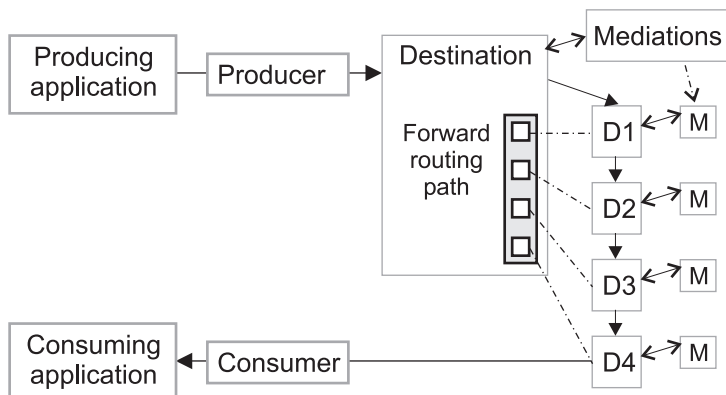 Producing
application
Producer
Destination
Mediations
Forward
routing
path
D1
M
D2
M
D3
M
D4
M
Consuming
application
Consumer